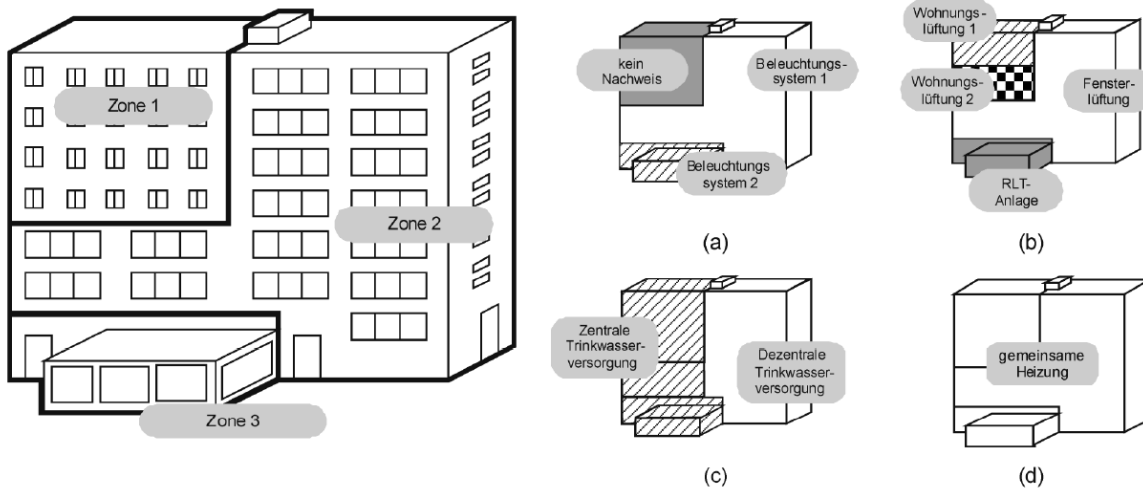 Zone 1
Zone 2
Zone 3
kein
Nachweis
Beleuchtungs-
system 1
Beleuchtungs
system 2
(a)
Wohnungs-
lüftung 1
Wohnungs-
lüftung 2
Fenster-
lüftung
RLT-
Anlage
(b)
Zentrale
Trinkwasser-
versorgung
Dezentrale
Trinkwasser-
versorgung
(c)
gemeinsame
Heizung
(d)